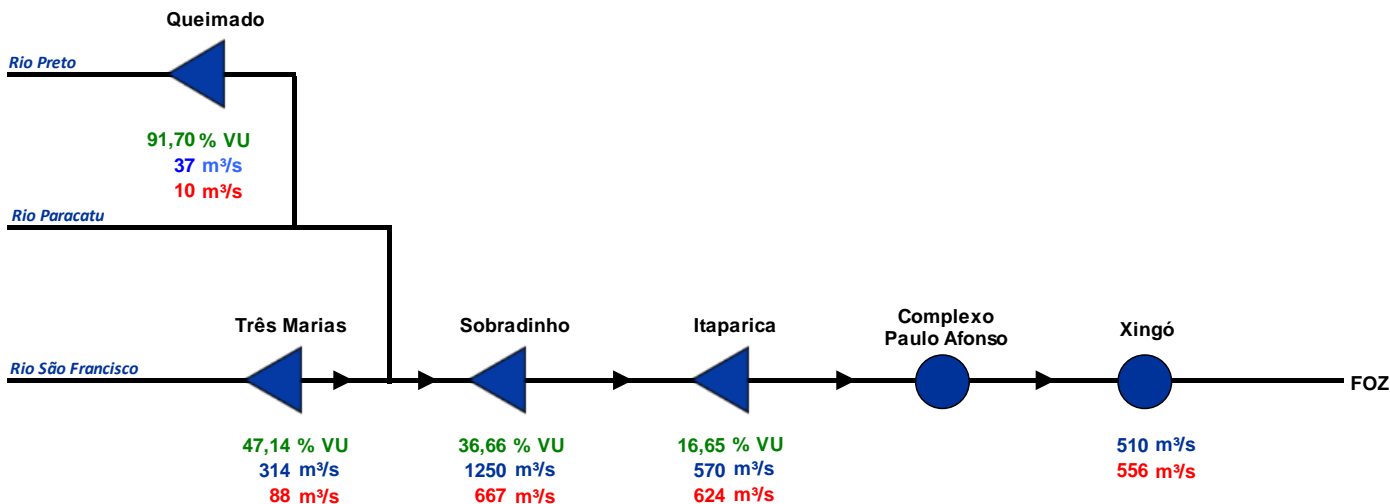 Queimado
Rio Preto
91,70 % VU
37 m³/s
10 m³/s
Rio Paracatu
Três Marias
Sobradinho
Itaparica
Complexo
Paulo Afonso
Xingó
Rio São Francisco
FOZ
47,14 % VU
314 m³/s
88 m³/s
36,66 % VU
1250 m³/s
667 m³/s
16,65 % VU
570 m³/s
624 m³/s
510 m³/s
556 m³/s